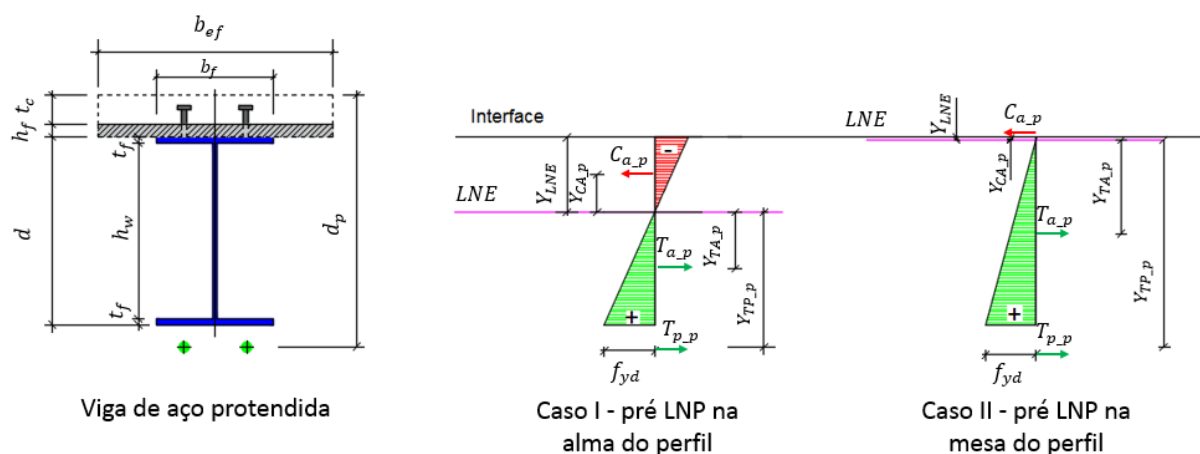 b_ef
b_f
t_c
h_f
t_f
d
h_w
t_f
d_p
Viga de aço protendida
Interface
LNE
Y_LNE
Y_CA_p
C_a_p
-
T_a_p
Y_TA_p
Y_TP_p
+
T_p_p
f_yd
Caso I - pré LNP na
alma do perfil
LNE
Y_LNE
C_a_p
Y_CA_p
Y_TA_p
T_a_p
Y_TP_p
+
T_p_p
f_yd
Caso II - pré LNP na
mesa do perfil